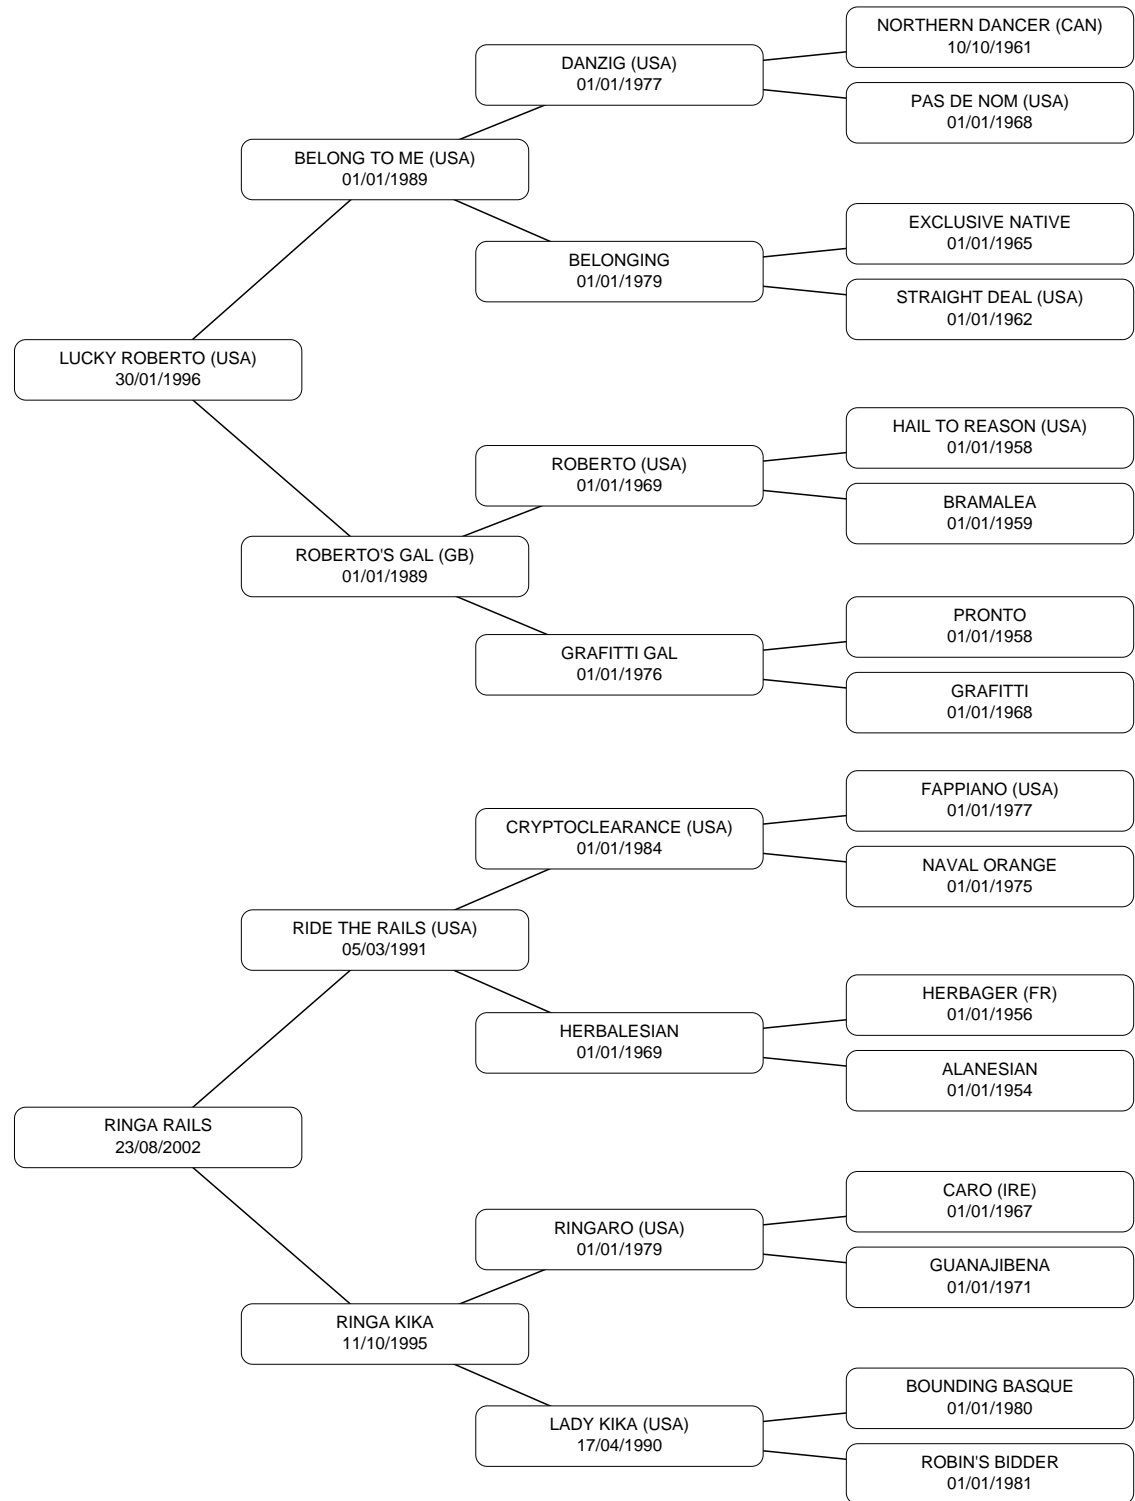 NORTHERN DANCER (CAN)
10/10/1961
DANZIG (USA)
01/01/1977
PAS DE NOM (USA)
01/01/1968
BELONG TO ME (USA)
01/01/1989
EXCLUSIVE NATIVE
01/01/1965
BELONGING
01/01/1979
STRAIGHT DEAL (USA)
01/01/1962
LUCKY ROBERTO (USA)
30/01/1996
HAIL TO REASON (USA)
01/01/1958
ROBERTO (USA)
01/01/1969
BRAMALEA
01/01/1959
ROBERTO'S GAL (GB)
01/01/1989
PRONTO
01/01/1958
GRAFITTI GAL
01/01/1976
GRAFITTI
01/01/1968
FAPPIANO (USA)
01/01/1977
CRYPTOCLEARANCE (USA)
01/01/1984
NAVAL ORANGE
01/01/1975
RIDE THE RAILS (USA)
05/03/1991
HERBAGER (FR)
01/01/1956
HERBALESIAN
01/01/1969
ALANESIAN
01/01/1954
RINGA RAILS
23/08/2002
CARO (IRE)
01/01/1967
RINGARO (USA)
01/01/1979
GUANAJIBENA
01/01/1971
RINGA KIKA
11/10/1995
BOUNDING BASQUE
01/01/1980
LADY KIKA (USA)
17/04/1990
ROBIN'S BIDDER
01/01/1981